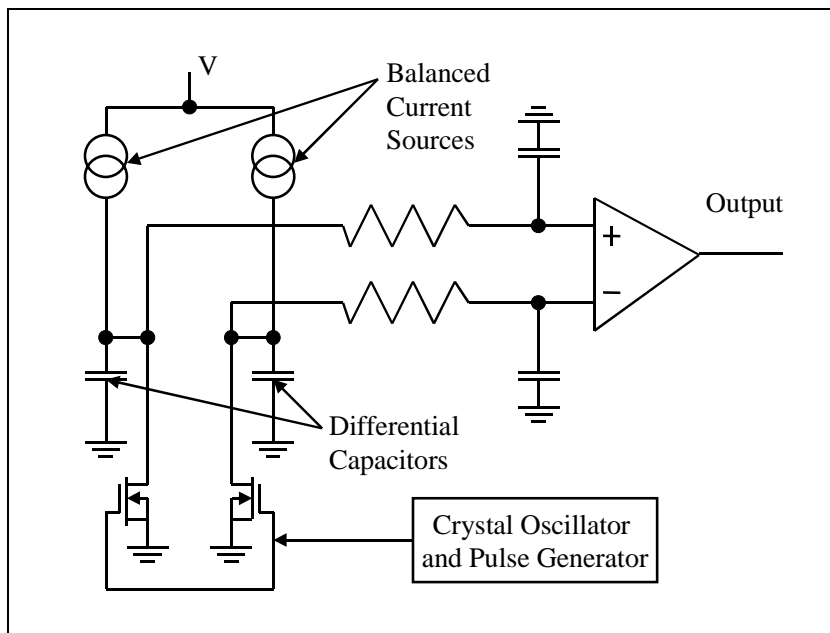 V
Balanced
Current
Sources
Output
+
−
Differential
Capacitors
Crystal Oscillator
and Pulse Generator